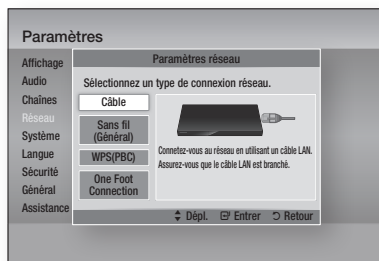 Paramètres
Affichage
Audio
Chaînes
Réseau
Système
Langue
Sécurité
Général
Assistance
Paramètres réseau
Sélectionnez un type de connexion réseau.
Câble
Sans fil
(Général)
WPS(PBC)
One Foot
Connection
Connetez-vous au réseau en utilisant un câble LAN.
Assurez-vous que le câble LAN est branché.
Dépl. Entrer Retour